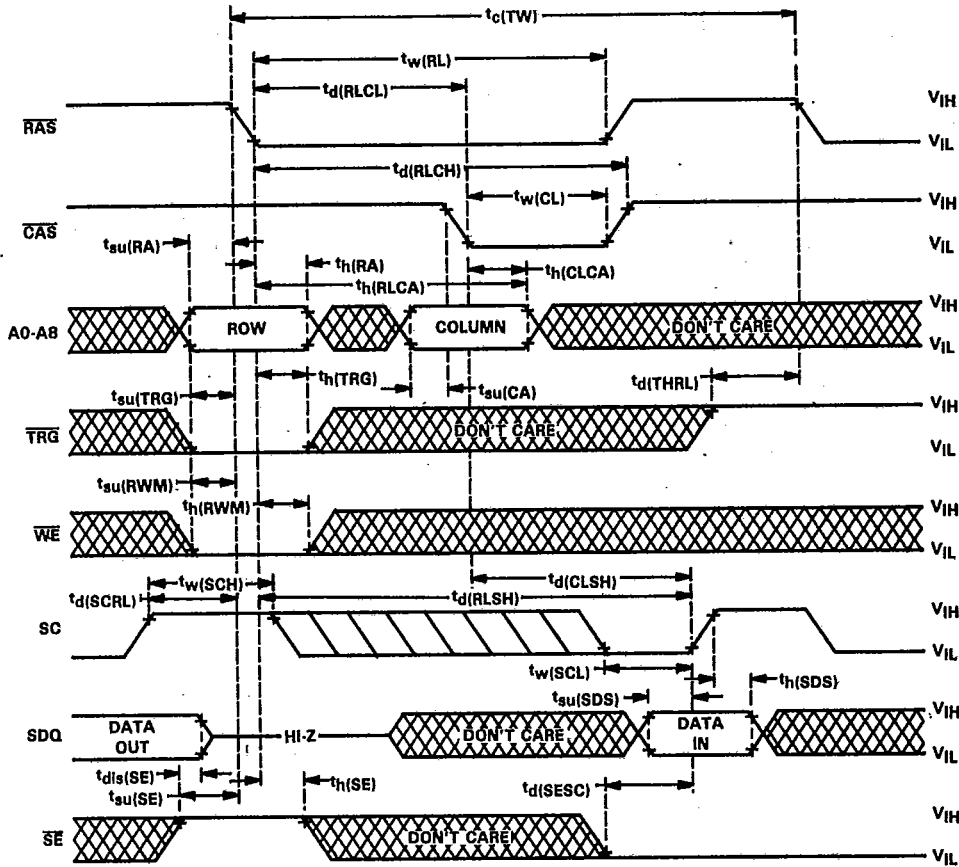 tc(TW)
tw(RL)
td(RLCL)
RAS
VIH
VIL
td(RLCH)
tw(CL)
CAS
VIH
VIL
tsu(RA)
th(RA)
th(CLCA)
th(RLCA)
A0-A8
ROW
COLUMN
DON'T CARE
VIH
VIL
tsu(TRG)
th(TRG)
tsu(CA)
td(THRL)
TRG
DON'T CARE
VIH
VIL
tsu(RWM)
th(RWM)
WE
VIH
VIL
tw(SCH)
td(CLSH)
td(SCRL)
td(RLSH)
SC
VIH
VIL
tw(SCL)
tsu(SDS)
th(SDS)
SDQ
DATA OUT
HI-Z
DON'T CARE
DATA IN
VIH
VIL
tdis(SE)
tsu(SE)
th(SE)
td(SESC)
SE
DON'T CARE
VIH
VIL